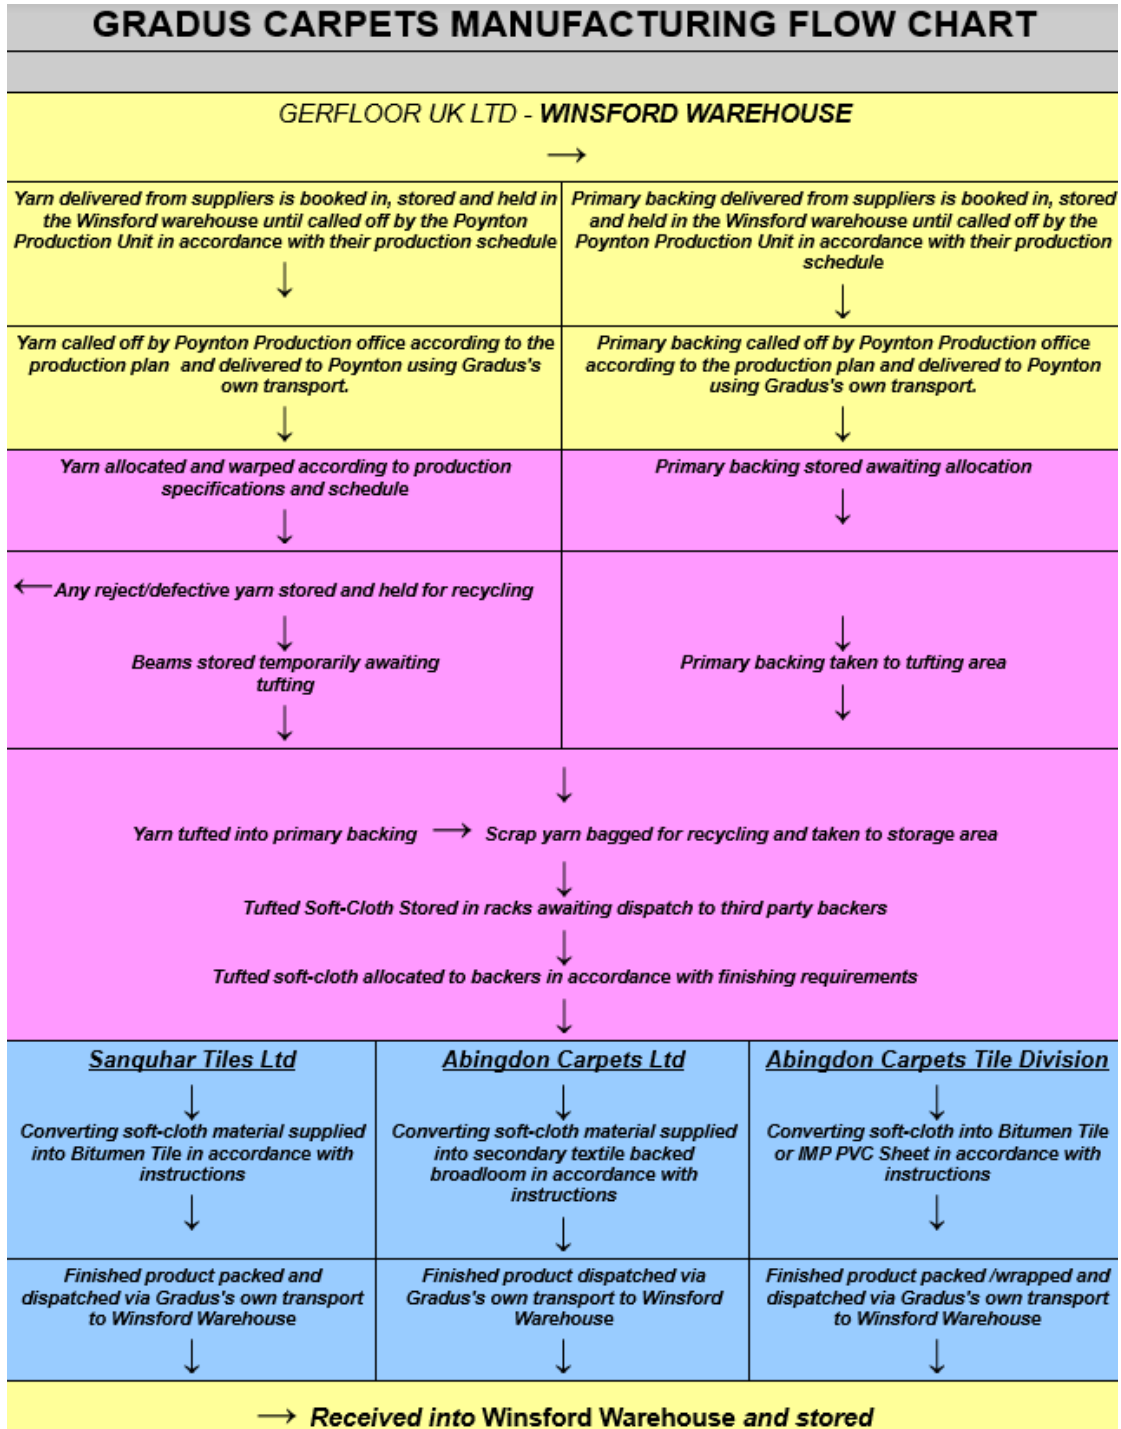 GRADUS CARPETS MANUFACTURING FLOW CHART
GERFLOOR UK LTD - WINSFORD WAREHOUSE
→
Yarn delivered from suppliers is booked in, stored and held in
the Winsford warehouse until called off by the Poynton
Production Unit in accordance with their production schedule
↓
Primary backing delivered from suppliers is booked in, stored
and held in the Winsford warehouse until called off by the
Poynton Production Unit in accordance with their production
schedule
↓
Yarn called off by Poynton Production office according to the
production plan and delivered to Poynton using Gradus's
own transport.
↓
Primary backing called off by Poynton Production office
according to the production plan and delivered to Poynton
using Gradus's own transport.
↓
Yarn allocated and warped according to production
specifications and schedule
↓
Primary backing stored awaiting allocation
↓
← Any reject/defective yarn stored and held for recycling
↓
Beams stored temporarily awaiting
tufting
↓
↓
Primary backing taken to tufting area
↓
↓
Yarn tufted into primary backing → Scrap yarn bagged for recycling and taken to storage area
↓
Tufted Soft-Cloth Stored in racks awaiting dispatch to third party backers
↓
Tufted soft-cloth allocated to backers in accordance with finishing requirements
↓
Sanquhar Tiles Ltd
↓
Converting soft-cloth material supplied
into Bitumen Tile in accordance with
instructions
↓
Abingdon Carpets Ltd
↓
Converting soft-cloth material supplied
into secondary textile backed
broadloom in accordance with
instructions
↓
Abingdon Carpets Tile Division
↓
Converting soft-cloth into Bitumen Tile
or IMP PVC Sheet in accordance with
instructions
↓
Finished product packed and
dispatched via Gradus's own transport
to Winsford Warehouse
↓
Finished product dispatched via
Gradus's own transport to Winsford
Warehouse
↓
Finished product packed /wrapped and
dispatched via Gradus's own transport
to Winsford Warehouse
↓
→ Received into Winsford Warehouse and stored